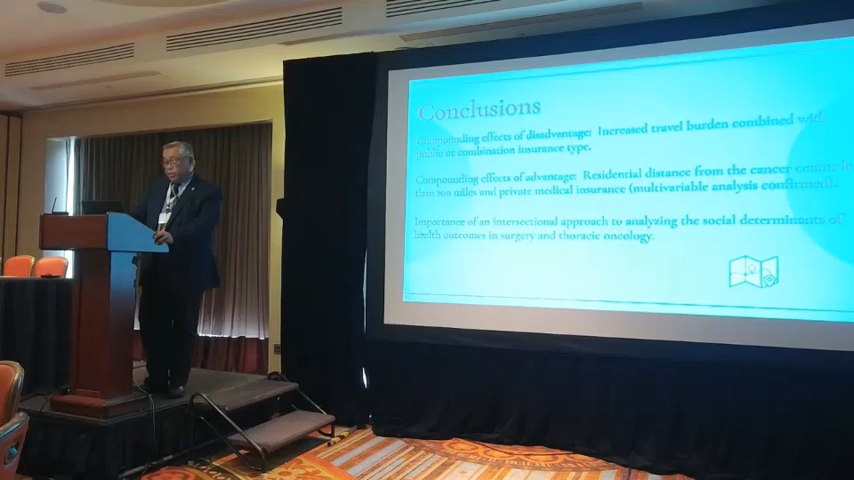 Conclusions
Compounding effects of disadvantage: Increased travel burden combined with
public or combination insurance type.
Compounding effects of advantage: Residential distance from the cancer center less
than 100 miles and private medical insurance (multivariable analysis confirmed).
Importance of an intersectional approach to analyzing the social determinants of
health outcomes in surgery and thoracic oncology.